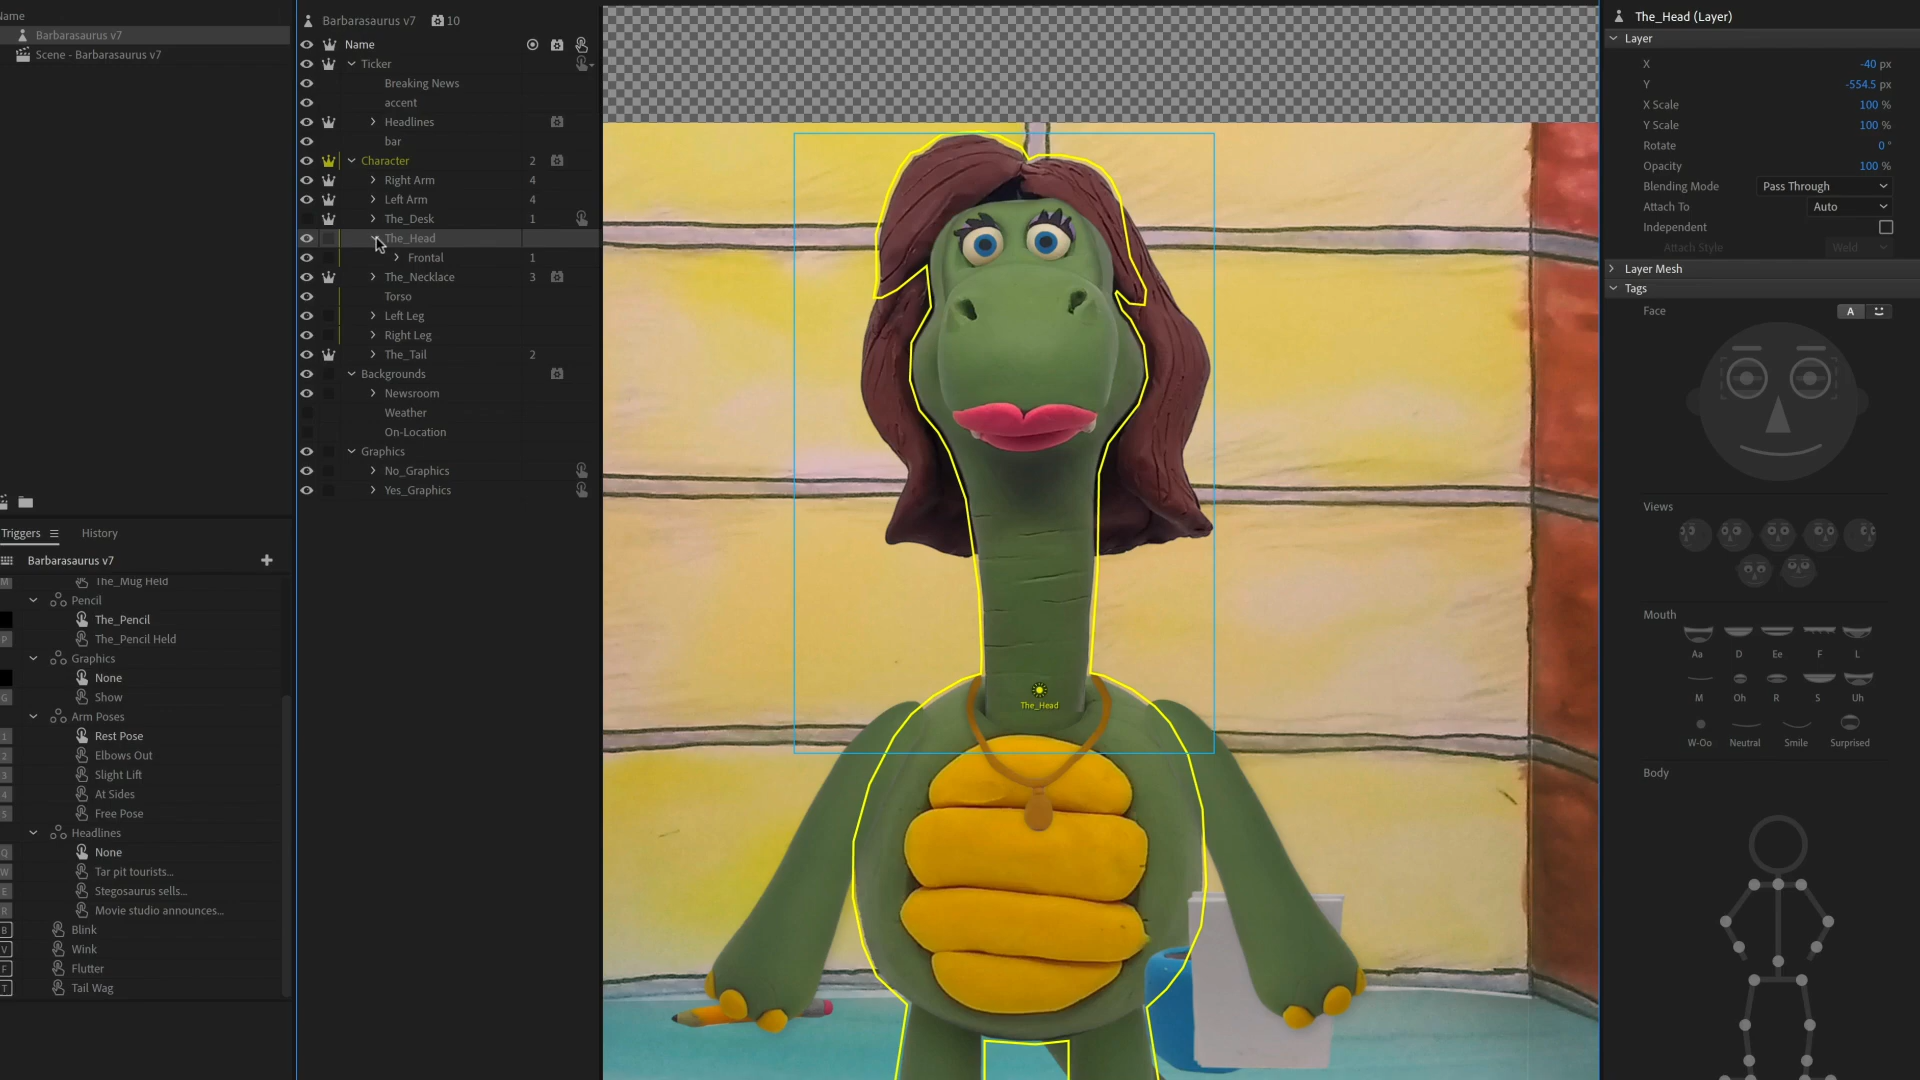 Name
Barbarasaurus v7
Scene - Barbarasaurus v7
Triggers
History
Barbarasaurus v7
M
The_Mug Held
Pencil
The_Pencil
P
The_Pencil Held
Graphics
None
G
Show
Arm Poses
1
Rest Pose
2
Elbows Out
3
Slight Lift
4
At Sides
5
Free Pose
Headlines
Q
None
W
Tar pit tourists...
E
Stegosaurus sells...
R
Movie studio announces...
B
Blink
V
Wink
F
Flutter
T
Tail Wag
Barbarasaurus v7 10
Name
Ticker
Breaking News
accent
Headlines
bar
Character 2
Right Arm 4
Left Arm 4
The_Desk 1
The_Head
Frontal 1
The_Necklace 3
Torso
Left Leg
Right Leg
The_Tail 2
Backgrounds
Newsroom
Weather
On-Location
Graphics
No_Graphics
Yes_Graphics
The_Head
The_Head (Layer)
Layer
X -40 px
Y -554.5 px
X Scale 100 %
Y Scale 100 %
Rotate 0 °
Opacity 100 %
Blending Mode Pass Through
Attach To Auto
Independent
Attach Style Weld
Layer Mesh
Tags
Face A
Views
Mouth
Aa D Ee F L
M Oh R S Uh
W-Oo Neutral Smile Surprised
Body